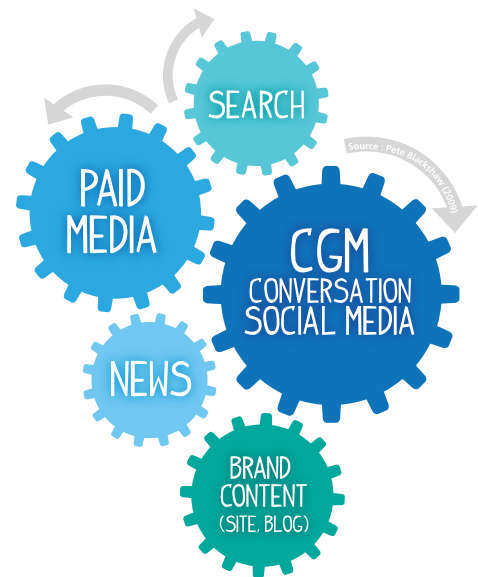 SEARCH
Source : Pete Blackshaw (2009)
PAID
MEDIA
CGM
CONVERSATION
SOCIAL MEDIA
NEWS
BRAND
CONTENT
(SITE, BLOG)